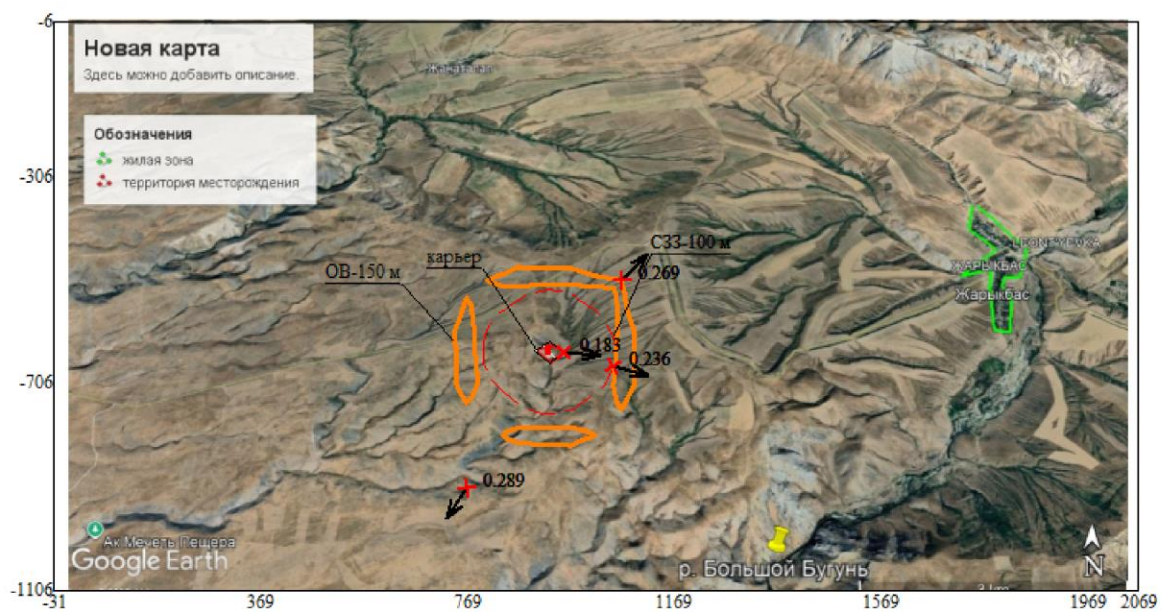 -6
Новая карта
Здесь можно добавить описание.
Жанаталап
Обозначения
жилая зона
территория месторождения
-306
СЗЗ-100 м
карьер
ОВ-150 м
0.269
ЖАРЫКБАС
Жарыкбас
0.183
0.236
-706
0.289
Ак Мечеть Пещера
Google Earth
р. Большой Бугунь
N
-1106
-31 369 769 1169 1569 1969 2069